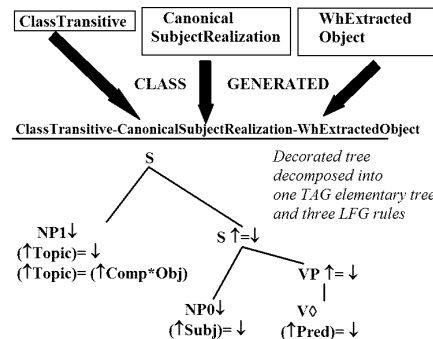 ClassTransitive
Canonical
SubjectRealization
WhExtracted
Object
CLASS GENERATED
ClassTransitive-CanonicalSubjectRealization-WhExtractedObject
Decorated tree
decomposed into
one TAG elementary tree
and three LFG rules
S
NP1↓
(↑Topic)= ↓
(↑Topic)= (↑Comp*Obj)
S ↑=↓
NP0↓
(↑Subj)= ↓
VP ↑=↓
V◊
(↑Pred)= ↓